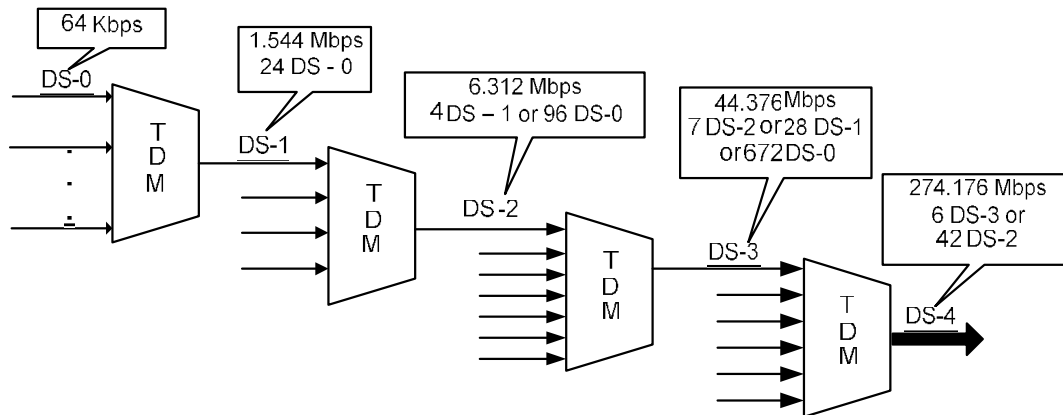 64 Kbps
DS-0
T
D
M
1.544 Mbps
24 DS - 0
DS-1
T
D
M
6.312 Mbps
4 DS – 1 or 96 DS-0
DS-2
T
D
M
44.376 Mbps
7 DS-2 or 28 DS-1
or 672 DS-0
DS-3
T
D
M
274.176 Mbps
6 DS-3 or
42 DS-2
DS-4